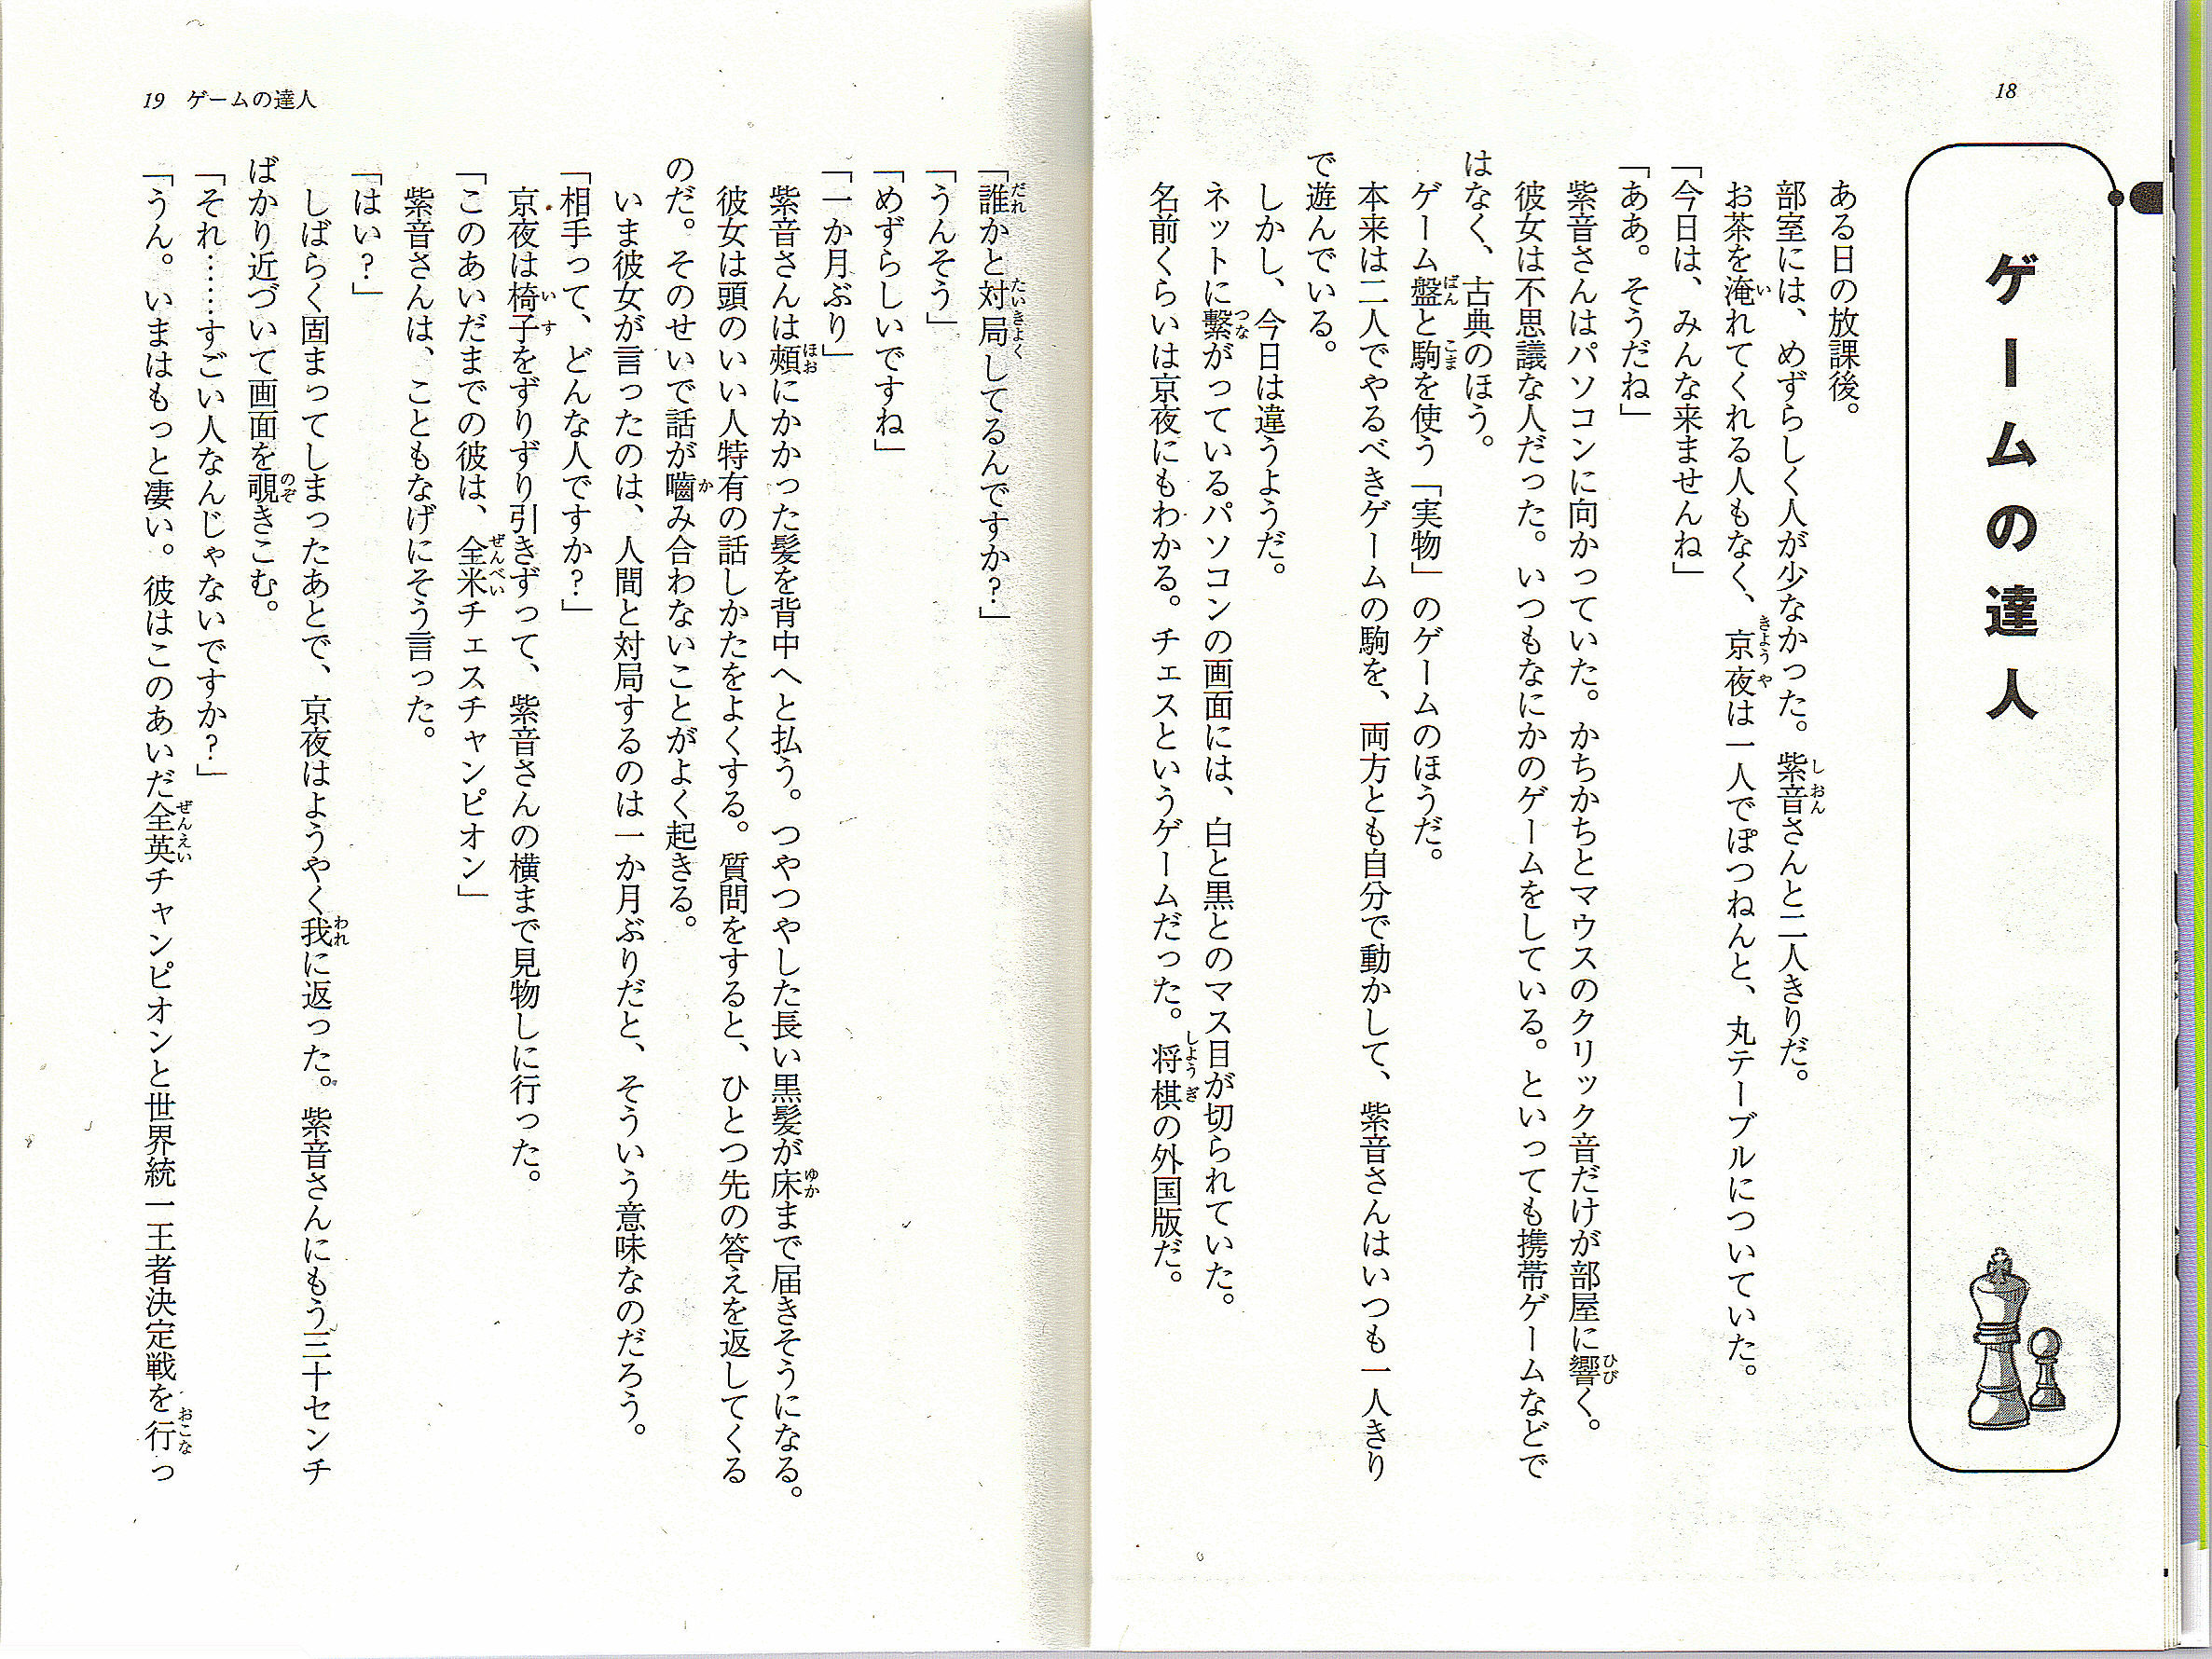 18
ゲームの達人
ある日の放課後。
部室には、めずらしく人が少なかった。紫音さんと二人きりだ。
お茶を淹れてくれる人もなく、京夜は一人でぽつねんと、丸テーブルについていた。
「今日は、みんな来ませんね」
「ああ。そうだね」
紫音さんはパソコンに向かっていた。かちかちとマウスのクリック音だけが部屋に響く。
彼女は不思議な人だった。いつもなにかのゲームをしている。といっても携帯ゲームなどで
はなく、古典のほう。
ゲーム盤と駒を使う「実物」のゲームのほうだ。
本来は二人でやるべきゲームの駒を、両方とも自分で動かして、紫音さんはいつも一人きり
で遊んでいる。
しかし、今日は違うようだ。
ネットに繫がっているパソコンの画面には、白と黒とのマス目が切られていた。
名前くらいは京夜にもわかる。チェスというゲームだった。将棋の外国版だ。
19 ゲームの達人
「誰かと対局してるんですか？」
「うんそう」
「めずらしいですね」
「一か月ぶり」
紫音さんは頰にかかった髪を背中へと払う。つやつやした長い黒髪が床まで届きそうになる。
彼女は頭のいい人特有の話しかたをよくする。質問をすると、ひとつ先の答えを返してくる
のだ。そのせいで話が嚙み合わないことがよく起きる。
いま彼女が言ったのは、人間と対局するのは一か月ぶりだと、そういう意味なのだろう。
「相手って、どんな人ですか？」
京夜は椅子をずりずり引きずって、紫音さんの横まで見物しに行った。
「このあいだまでの彼は、全米チェスチャンピオン」
紫音さんは、こともなげにそう言った。
「はい？」
しばらく固まってしまったあとで、京夜はようやく我に返った。紫音さんにもう三十センチ
ばかり近づいて画面を覗きこむ。
「それ……すごい人なんじゃないですか？」
「うん。いまはもっと凄い。彼はこのあいだ全英チャンピオンと世界統一王者決定戦を行っ